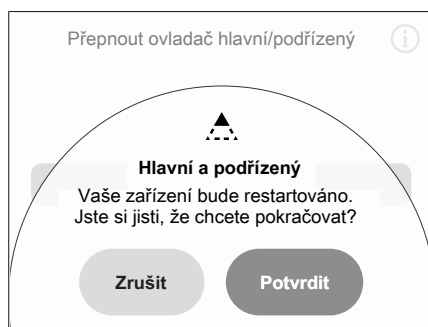 Přepnout ovladač hlavní/podřízený
Hlavní a podřízený
Vaše zařízení bude restartováno.
Jste si jisti, že chcete pokračovat?
Zrušit
Potvrdit